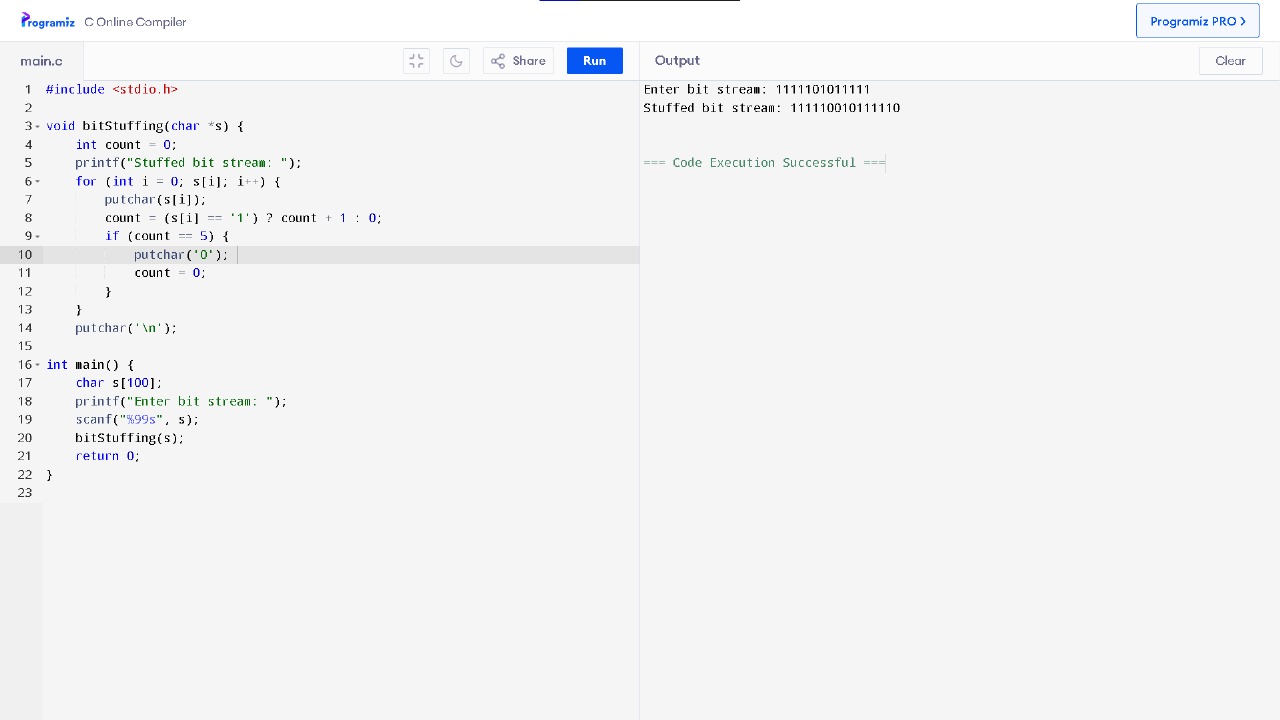 Programiz C Online Compiler
Programiz PRO >
main.c
Share
Run
Output
Clear
1 #include <stdio.h>
2
3 void bitStuffing(char *s) {
4 int count = 0;
5 printf("Stuffed bit stream: ");
6 for (int i = 0; s[i]; i++) {
7 putchar(s[i]);
8 count = (s[i] == '1') ? count + 1 : 0;
9 if (count == 5) {
10 putchar('0');
11 count = 0;
12 }
13 }
14 putchar('\n');
15
16 int main() {
17 char s[100];
18 printf("Enter bit stream: ");
19 scanf("%99s", s);
20 bitStuffing(s);
21 return 0;
22 }
23
Enter bit stream: 1111101011111
Stuffed bit stream: 111110010111110
=== Code Execution Successful ===